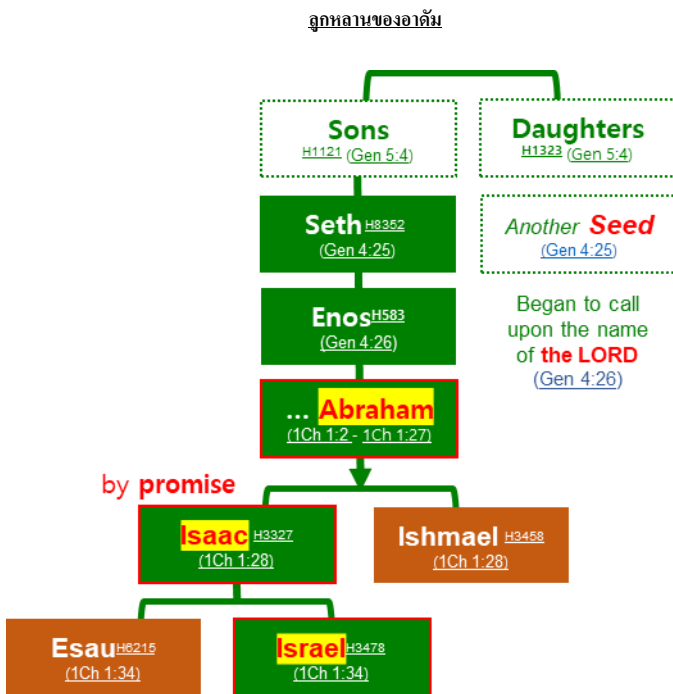 ลูกหลานของอาดัม
Sons
H1121 (Gen 5:4)
Daughters
H1323 (Gen 5:4)
Seth H8352
(Gen 4:25)
Another Seed
(Gen 4:25)
Enos H583
(Gen 4:26)
Began to call
upon the name
of the LORD
(Gen 4:26)
... Abraham
(1Ch 1:2 - 1Ch 1:27)
by promise
Isaac H3327
(1Ch 1:28)
Ishmael H3458
(1Ch 1:28)
Esau H6215
(1Ch 1:34)
Israel H3478
(1Ch 1:34)